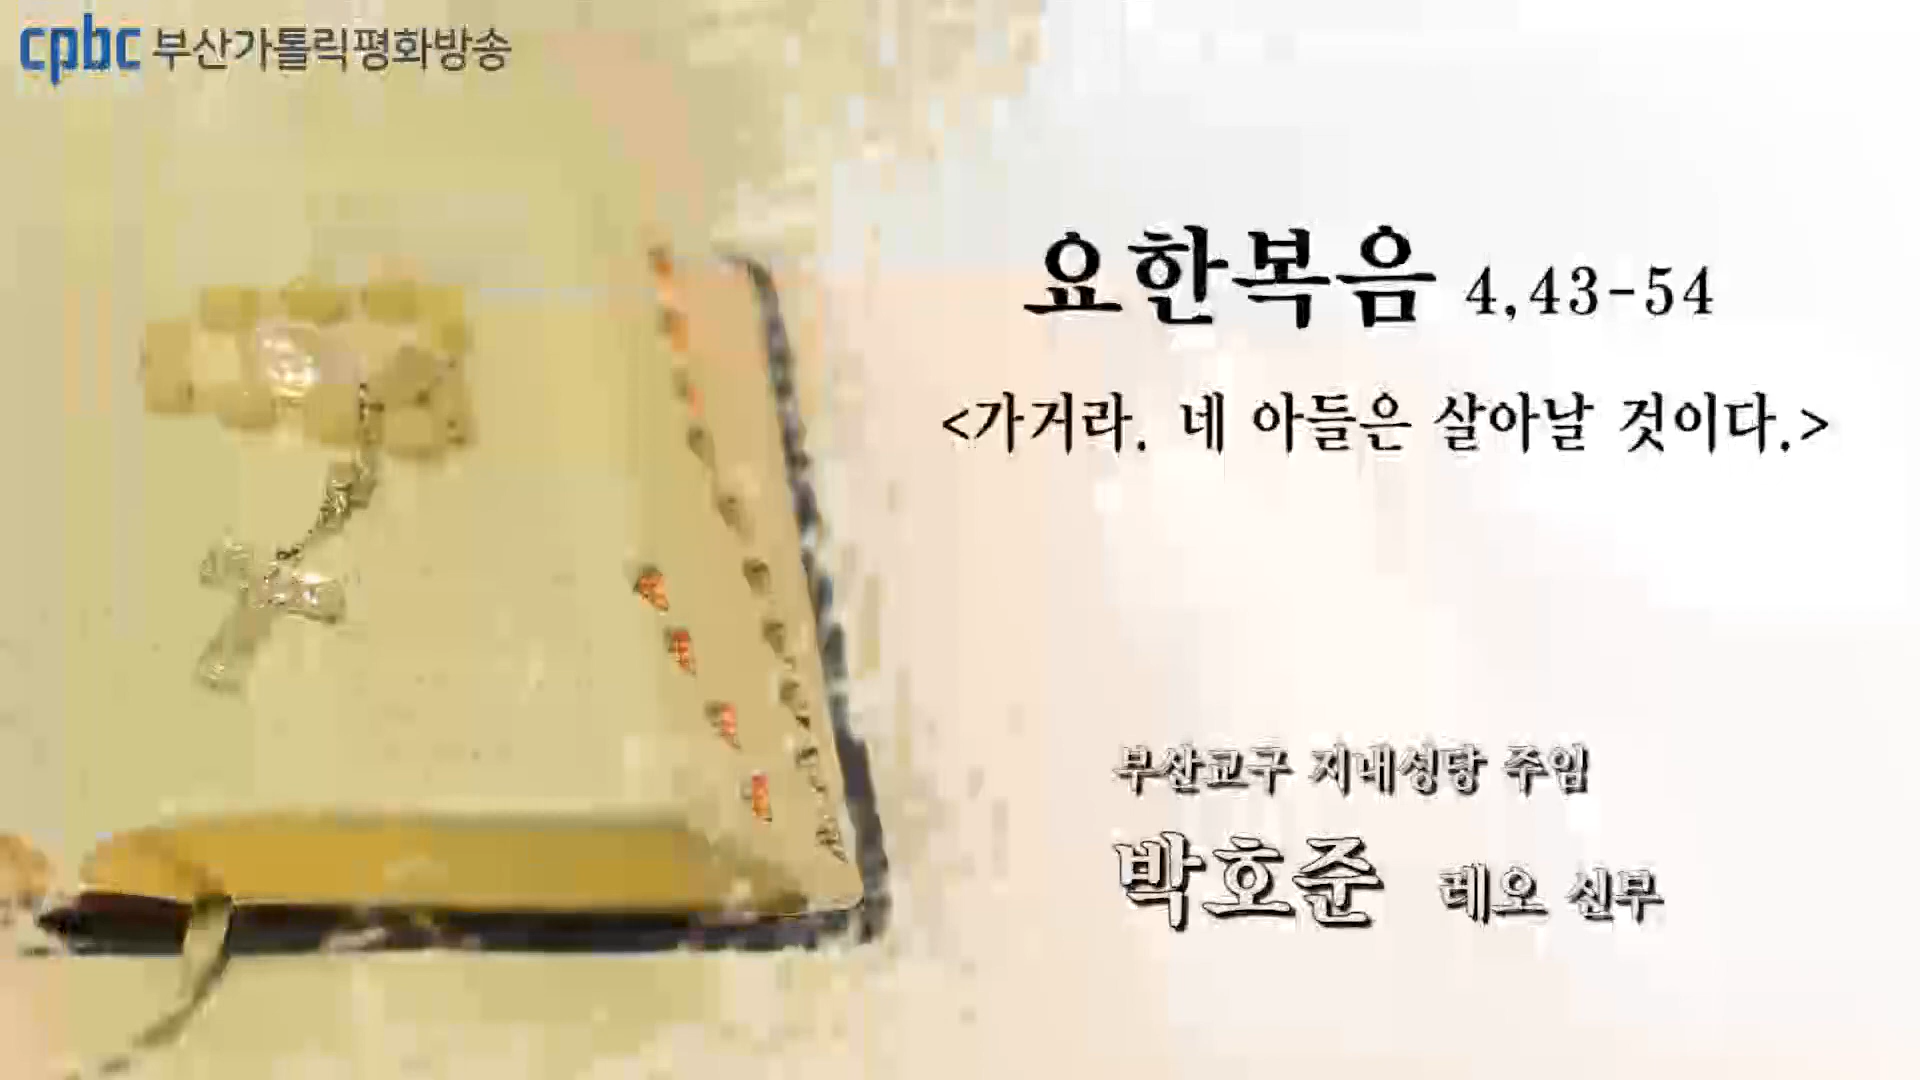 cpbc 부산가톨릭평화방송
요한복음 4,43-54
<가거라. 네 아들은 살아날 것이다.>
부산교구 지내성당 주임
박호준 레오 신부